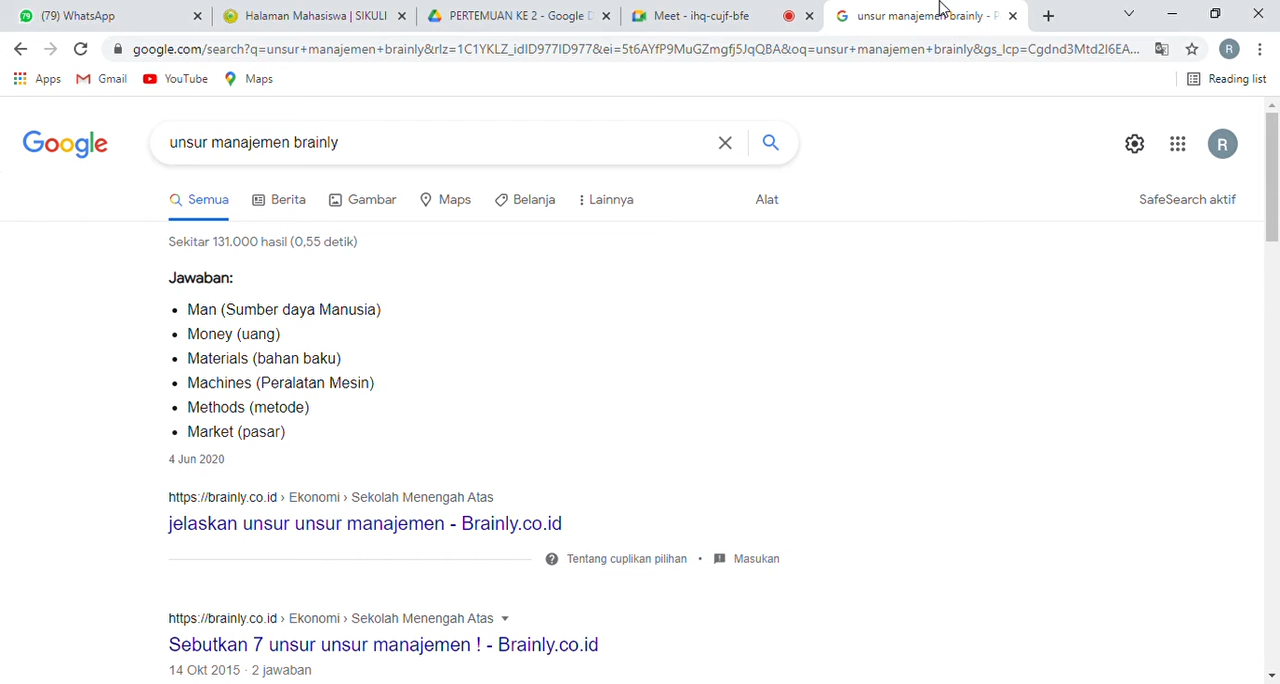 (79) WhatsApp
Halaman Mahasiswa | SIKULI
PERTEMUAN KE 2 - Google D
Meet - ihq-cujf-bfe
unsur manajemen brainly - P
google.com/search?q=unsur+manajemen+brainly&rlz=1C1YKLZ_idID977ID977&ei=5t6AYfP9MuGZmgfj5JqQBA&oq=unsur+manajemen+brainly&gs_lcp=Cgdnd3Mtd2l6EA...
R
Apps
Gmail
YouTube
Maps
Reading list
Google
unsur manajemen brainly
R
Semua
Berita
Gambar
Maps
Belanja
Lainnya
Alat
SafeSearch aktif
Sekitar 131.000 hasil (0,55 detik)
Jawaban:
• Man (Sumber daya Manusia)
• Money (uang)
• Materials (bahan baku)
• Machines (Peralatan Mesin)
• Methods (metode)
• Market (pasar)
4 Jun 2020
https://brainly.co.id › Ekonomi › Sekolah Menengah Atas
jelaskan unsur unsur manajemen - Brainly.co.id
Tentang cuplikan pilihan • Masukan
https://brainly.co.id › Ekonomi › Sekolah Menengah Atas
Sebutkan 7 unsur unsur manajemen ! - Brainly.co.id
14 Okt 2015 · 2 jawaban